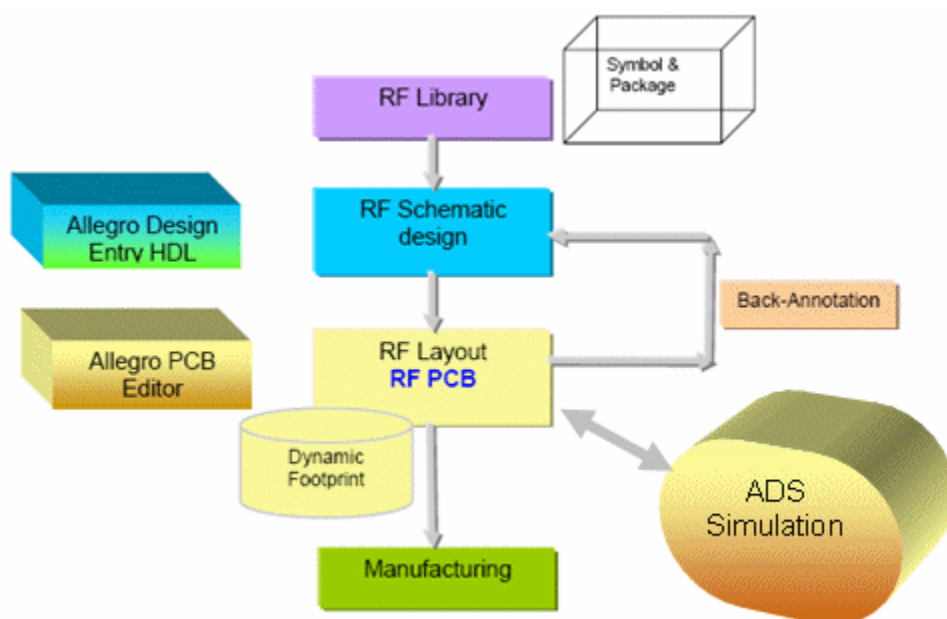 Symbol &
Package
RF Library
RF Schematic
design
Allegro Design
Entry HDL
Back-Annotation
Allegro PCB
Editor
RF Layout
RF PCB
Dynamic
Footprint
ADS
Simulation
Manufacturing